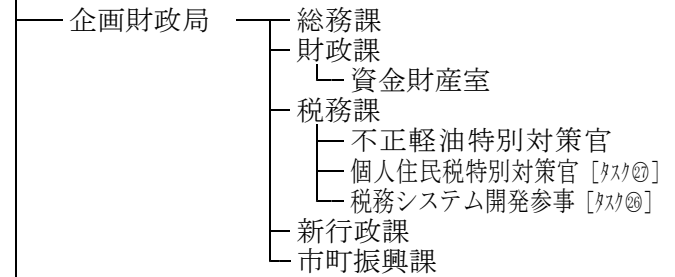 企画財政局 総務課
財政課
資金財産室
税務課
不正軽油特別対策官
個人住民税特別対策官 [ﾀｽｸ㉗]
税務システム開発参事 [ﾀｽｸ㉖]
新行政課
市町振興課